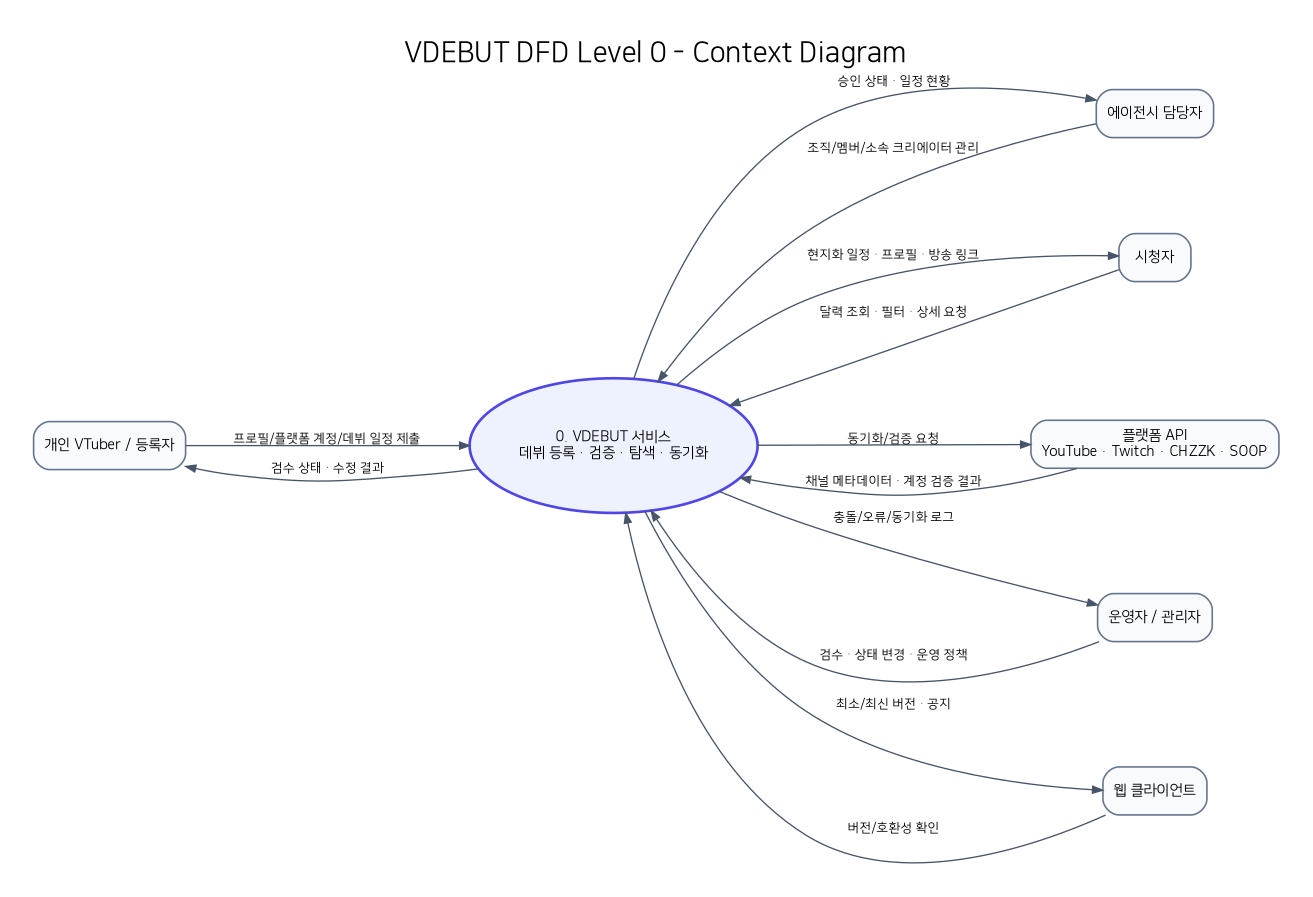 VDEBUT DFD Level 0 - Context Diagram
승인 상태 · 일정 현황
에이전시 담당자
조직/멤버/소속 크리에이터 관리
현지화 일정 · 프로필 · 방송 링크
시청자
달력 조회 · 필터 · 상세 요청
개인 VTuber / 등록자
프로필/플랫폼 계정/데뷔 일정 제출
검수 상태 · 수정 결과
0. VDEBUT 서비스
데뷔 등록 · 검증 · 탐색 · 동기화
동기화/검증 요청
플랫폼 API
YouTube · Twitch · CHZZK · SOOP
채널 메타데이터 · 계정 검증 결과
충돌/오류/동기화 로그
운영자 / 관리자
검수 · 상태 변경 · 운영 정책
최소/최신 버전 · 공지
웹 클라이언트
버전/호환성 확인